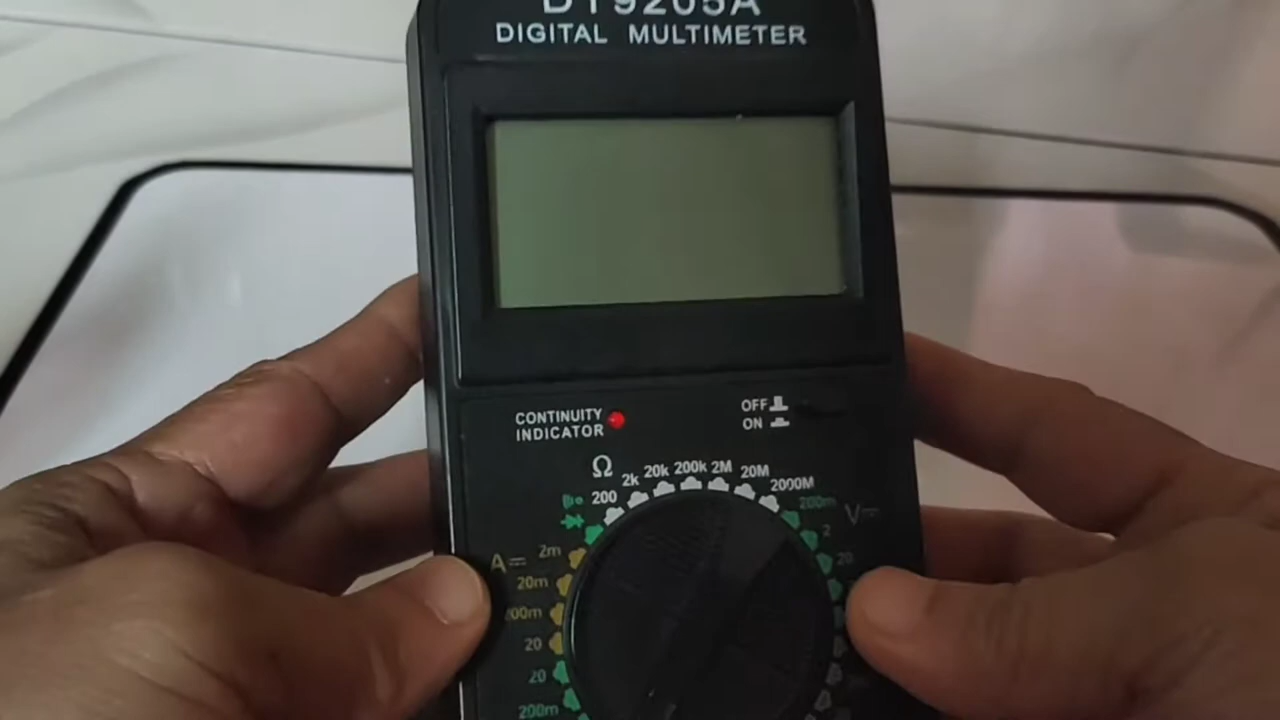 DT9205A
DIGITAL MULTIMETER
CONTINUITY
INDICATOR
OFF
ON
Ω
200 2k 20k 200k 2M 20M 2000M
A= 2m
20m
20
20
200m
200m V=
2
20